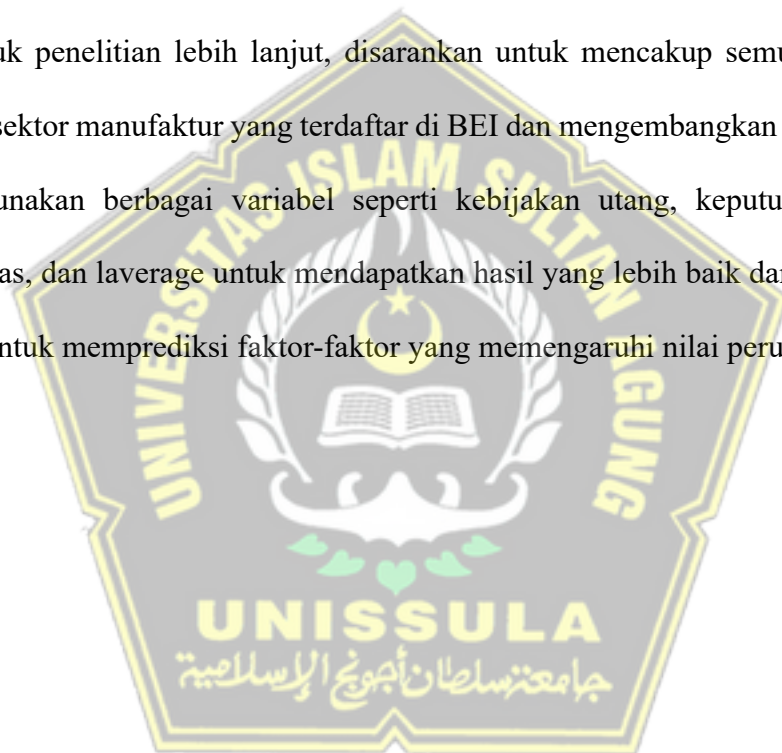 uk penelitian lebih lanjut, disarankan untuk mencakup semu
sektor manufaktur yang terdaftar di BEI dan mengembangkan
unakan berbagai variabel seperti kebijakan utang, keputu
as, dan laverage untuk mendapatkan hasil yang lebih baik dar
ntuk memprediksi faktor-faktor yang memengaruhi nilai peru
UNIVERSITAS ISLAM SULTAN AGUNG
UNISSULA
جامعة سلطان أجونج الإسلامية